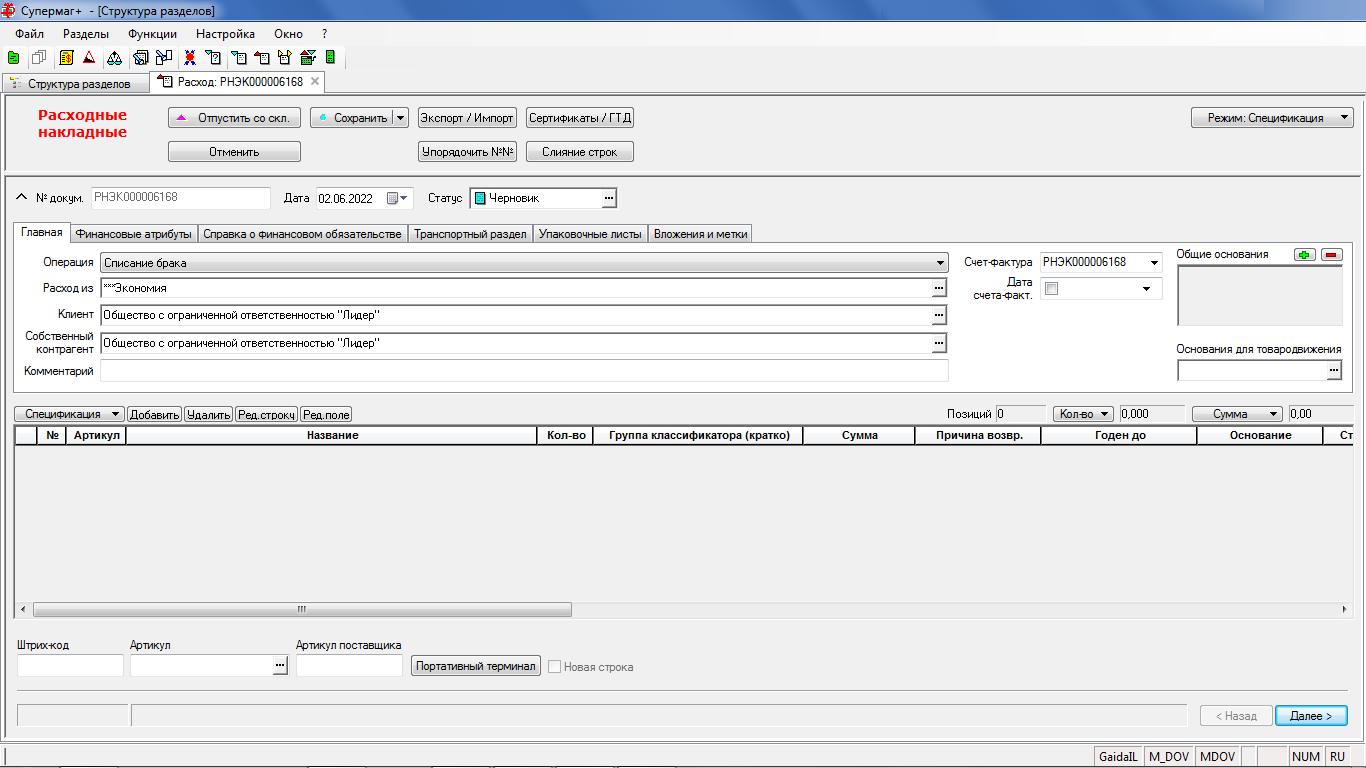 Супермаг+ - [Структура разделов]
Файл Разделы Функции Настройка Окно ?
Структура разделов Расход: РНЭК000006168
Расходные накладные
Отпустить со скл. Сохранить Экспорт / Импорт Сертификаты / ГТД Режим: Спецификация
Отменить Упорядочить №№ Слияние строк
№ докум. РНЭК000006168 Дата 02.06.2022 Статус Черновик ...
Главная Финансовые атрибуты Справка о финансовом обязательстве Транспортный раздел Упаковочные листы Вложения и метки
Операция Списание брака Счет-фактура РНЭК000006168 Общие основания
Расход из ***Экономия ... Дата счета-факт.
Клиент Общество с ограниченной ответственностью "Лидер" ...
Собственный контрагент Общество с ограниченной ответственностью "Лидер" ... Основания для товародвижения
Комментарий ...
Спецификация Добавить Удалить Ред.строку Ред.поле Позиций 0 Кол-во 0,000 Сумма 0,00
№ Артикул Название Кол-во Группа классификатора (кратко) Сумма Причина возвр. Годен до Основание Ст
Штрих-код Артикул Артикул поставщика
... Портативный терминал Новая строка
< Назад Далее >
GaidaIL M_DOV MDOV NUM RU